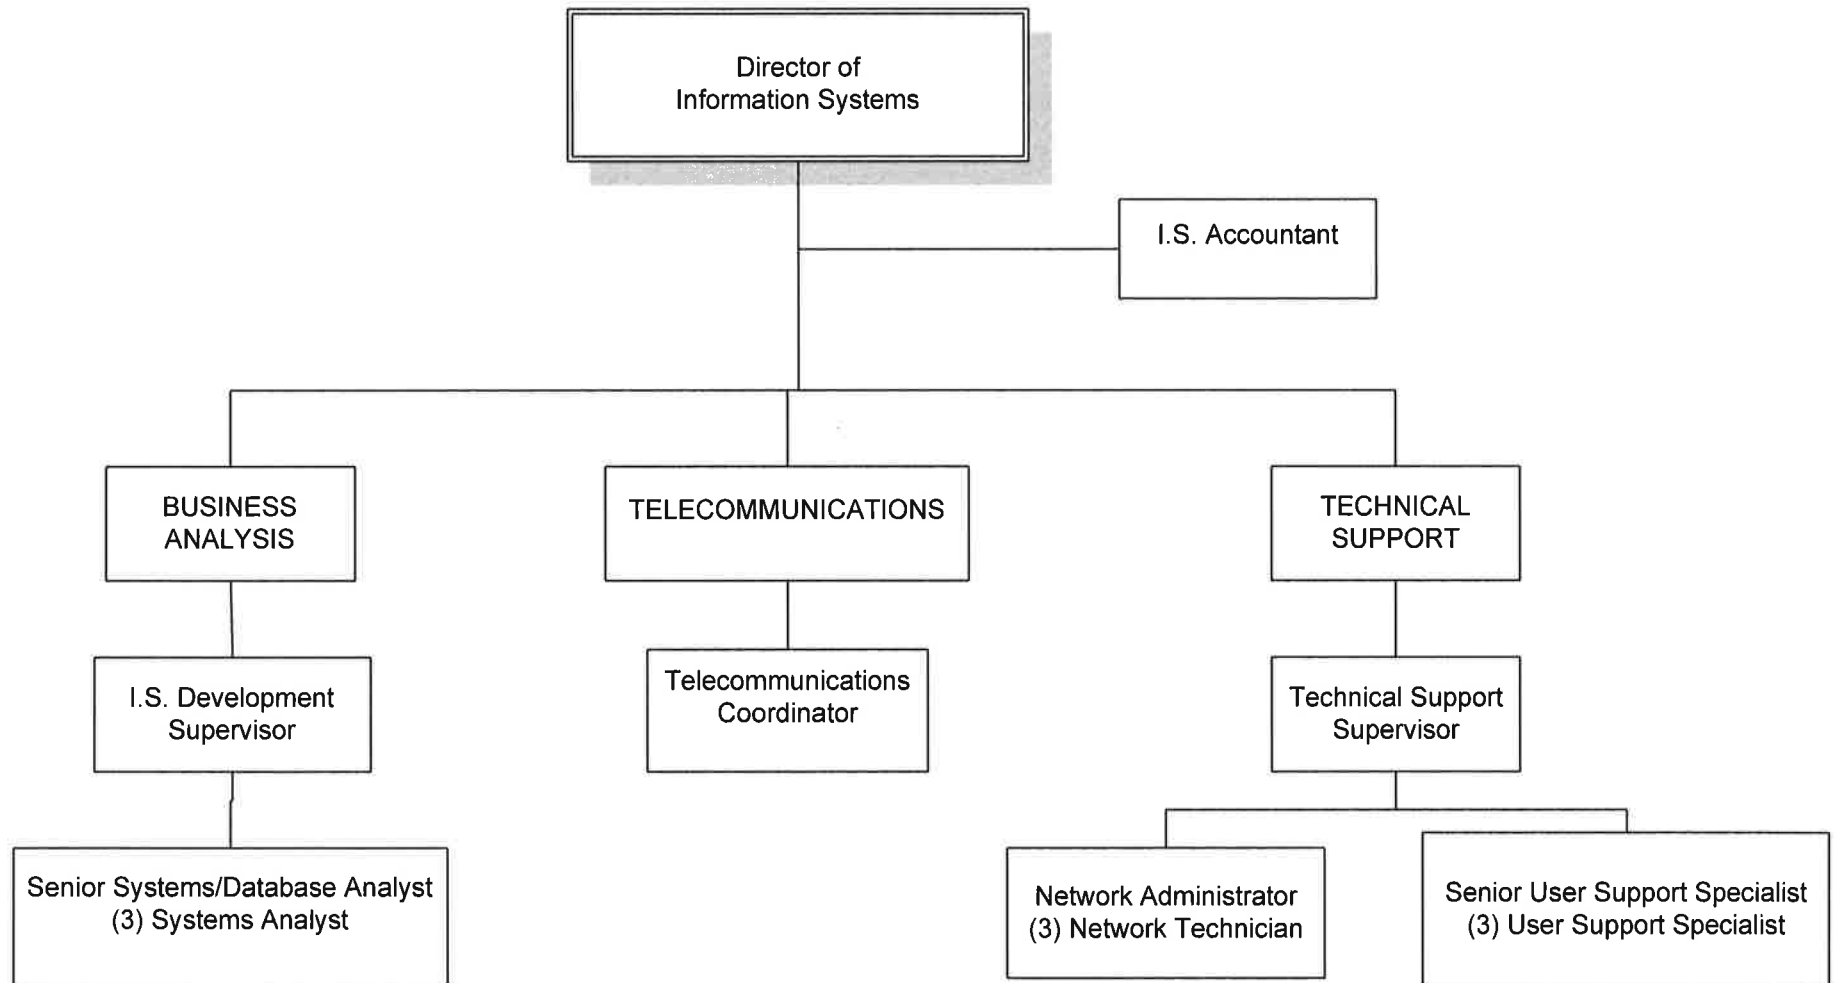 Director of
Information Systems
I.S. Accountant
BUSINESS
ANALYSIS
TELECOMMUNICATIONS
TECHNICAL
SUPPORT
I.S. Development
Supervisor
Telecommunications
Coordinator
Technical Support
Supervisor
Senior Systems/Database Analyst
(3) Systems Analyst
Network Administrator
(3) Network Technician
Senior User Support Specialist
(3) User Support Specialist